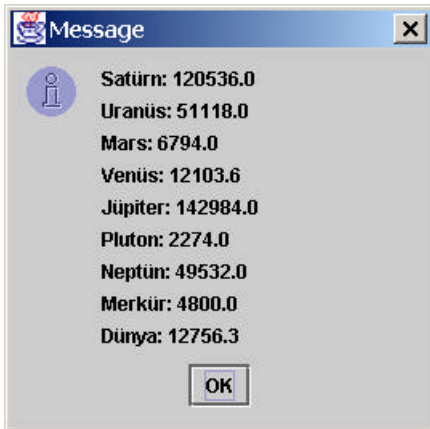 Message
Satürn: 120536.0
Uranüs: 51118.0
Mars: 6794.0
Venüs: 12103.6
Jüpiter: 142984.0
Pluton: 2274.0
Neptün: 49532.0
Merkür: 4800.0
Dünya: 12756.3
OK